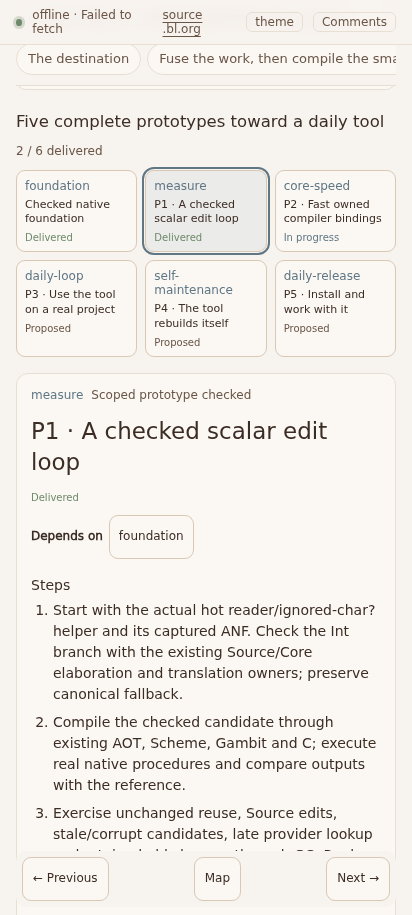 offline · Failed to
fetch
source
.bl.org
theme
Comments
The destination
Fuse the work, then compile the sma
Five complete prototypes toward a daily tool
2 / 6 delivered
foundation
Checked native
foundation
Delivered
measure
P1 · A checked
scalar edit loop
Delivered
core-speed
P2 · Fast owned
compiler bindings
In progress
daily-loop
P3 · Use the tool
on a real project
Proposed
self-
maintenance
P4 · The tool
rebuilds itself
Proposed
daily-release
P5 · Install and
work with it
Proposed
measure Scoped prototype checked
P1 · A checked scalar edit
loop
Delivered
Depends on foundation
Steps
1. Start with the actual hot reader/ignored-char?
helper and its captured ANF. Check the Int
branch with the existing Source/Core
elaboration and translation owners; preserve
canonical fallback.
2. Compile the checked candidate through
existing AOT, Scheme, Gambit and C; execute
real native procedures and compare outputs
with the reference.
3. Exercise unchanged reuse, Source edits,
stale/corrupt candidates, late provider lookup
← Previous
Map
Next →